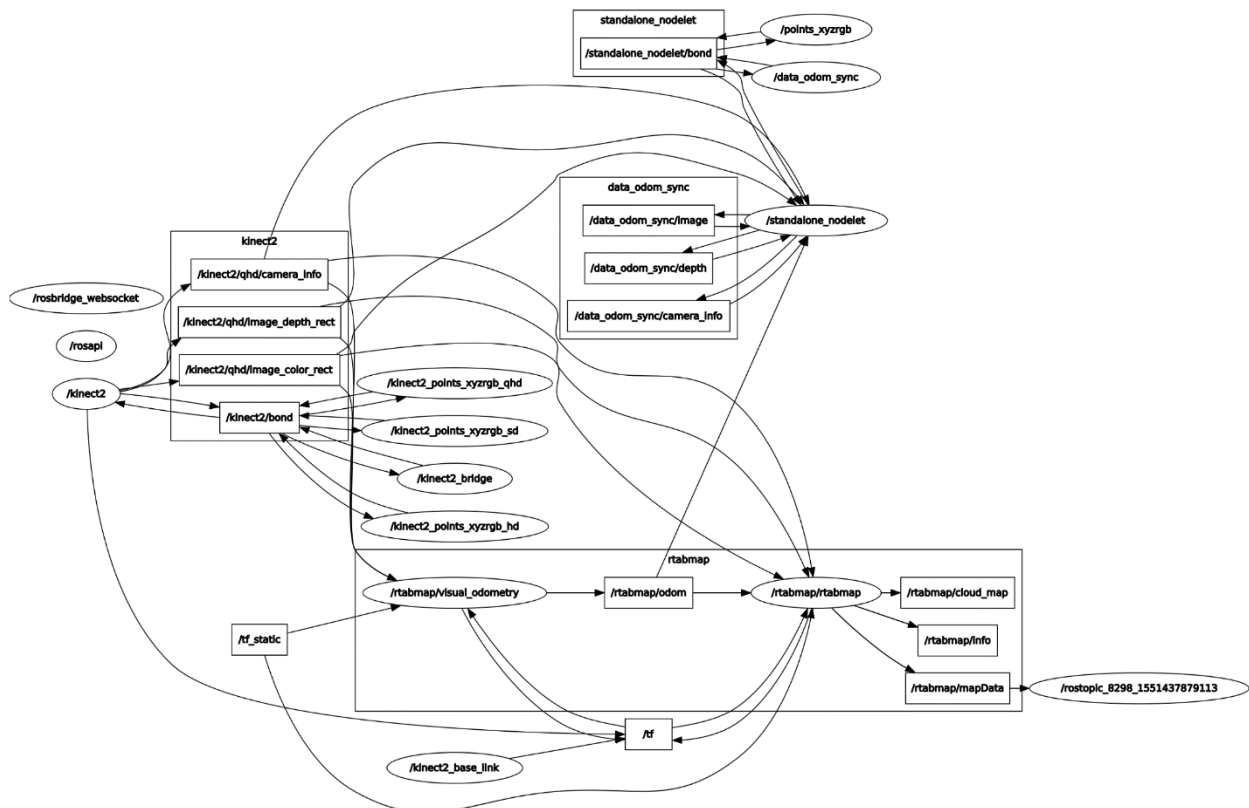 standalone_nodelet
/standalone_nodelet/bond
/points_xyzrgb
/data_odom_sync
data_odom_sync
/data_odom_sync/image
/data_odom_sync/depth
/data_odom_sync/camera_info
/standalone_nodelet
kinect2
/kinect2/qhd/camera_info
/kinect2/qhd/image_depth_rect
/kinect2/qhd/image_color_rect
/kinect2/bond
/rosbridge_websocket
/rosapi
/kinect2
/kinect2_points_xyzrgb_qhd
/kinect2_points_xyzrgb_sd
/kinect2_bridge
/kinect2_points_xyzrgb_hd
rtabmap
/rtabmap/visual_odometry
/rtabmap/odom
/rtabmap/rtabmap
/rtabmap/cloud_map
/rtabmap/info
/rtabmap/mapData
/rostopic_8298_1551437879113
/tf_static
/tf
/kinect2_base_link